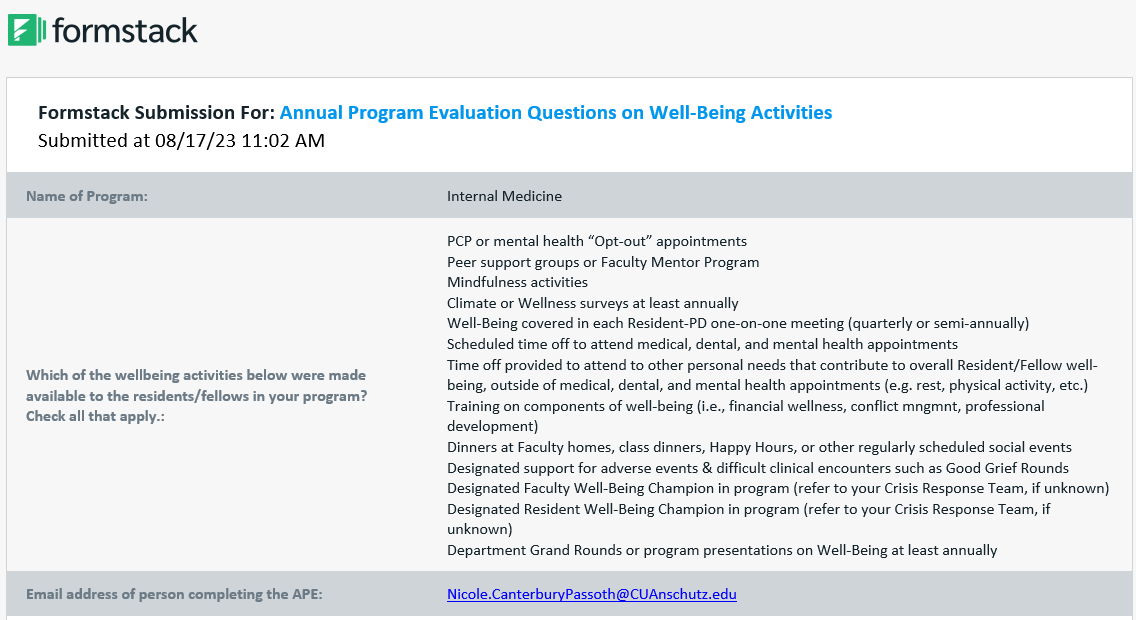 formstack
Formstack Submission For: Annual Program Evaluation Questions on Well-Being Activities
Submitted at 08/17/23 11:02 AM
Name of Program: Internal Medicine
Which of the wellbeing activities below were made
available to the residents/fellows in your program?
Check all that apply.:
PCP or mental health “Opt-out” appointments
Peer support groups or Faculty Mentor Program
Mindfulness activities
Climate or Wellness surveys at least annually
Well-Being covered in each Resident-PD one-on-one meeting (quarterly or semi-annually)
Scheduled time off to attend medical, dental, and mental health appointments
Time off provided to attend to other personal needs that contribute to overall Resident/Fellow well-
being, outside of medical, dental, and mental health appointments (e.g. rest, physical activity, etc.)
Training on components of well-being (i.e., financial wellness, conflict mngmnt, professional
development)
Dinners at Faculty homes, class dinners, Happy Hours, or other regularly scheduled social events
Designated support for adverse events & difficult clinical encounters such as Good Grief Rounds
Designated Faculty Well-Being Champion in program (refer to your Crisis Response Team, if unknown)
Designated Resident Well-Being Champion in program (refer to your Crisis Response Team, if
unknown)
Department Grand Rounds or program presentations on Well-Being at least annually
Email address of person completing the APE: Nicole.CanterburyPassoth@CUAnschutz.edu